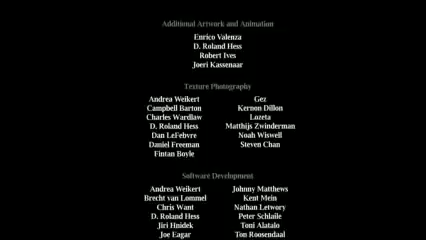 Additional Artwork and Animation
Enrico Valenza
D. Roland Hess
Robert Ives
Joeri Kassenaar
Texture Photography
Andrea Weikert Gez
Campbell Barton Kernon Dillon
Charles Wardlaw Lozeta
D. Roland Hess Matthijs Zwinderman
Dan LeFebvre Noah Wiswell
Daniel Freeman Steven Chan
Fintan Boyle
Software Development
Andrea Weikert Johnny Matthews
Brecht van Lommel Kent Mein
Chris Want Nathan Letwory
D. Roland Hess Peter Schlaile
Jiri Hnidek Toni Alatalo
Joe Eagar Ton Roosendaal